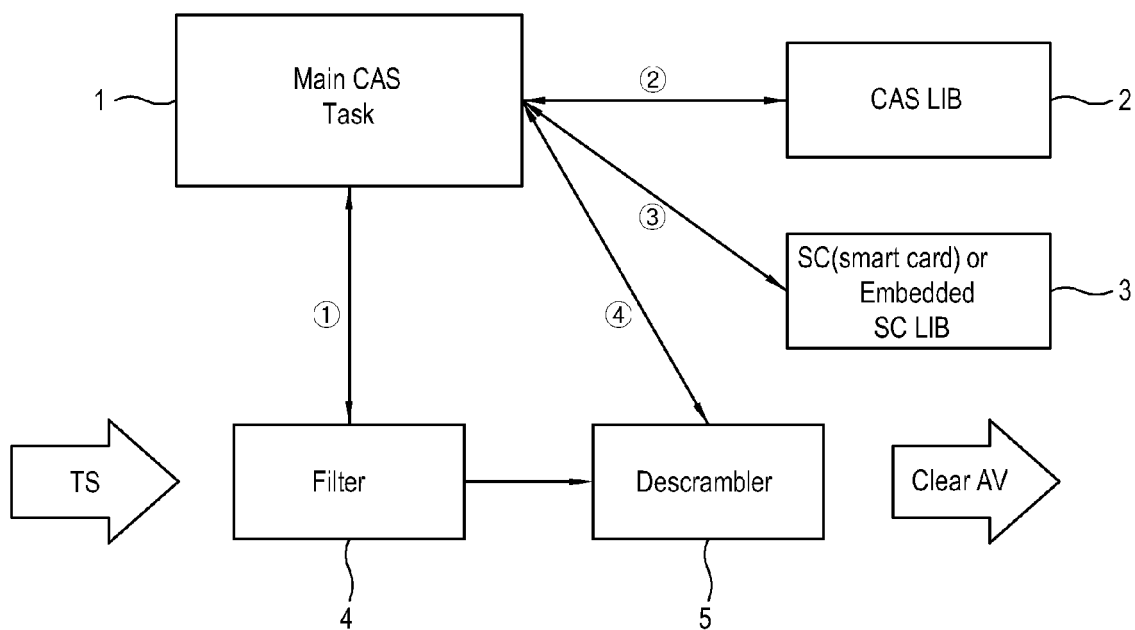 1
Main CAS
Task
②
CAS LIB
2
③
SC(smart card) or
Embedded
SC LIB
3
①
④
TS
Filter
Descrambler
Clear AV
4
5